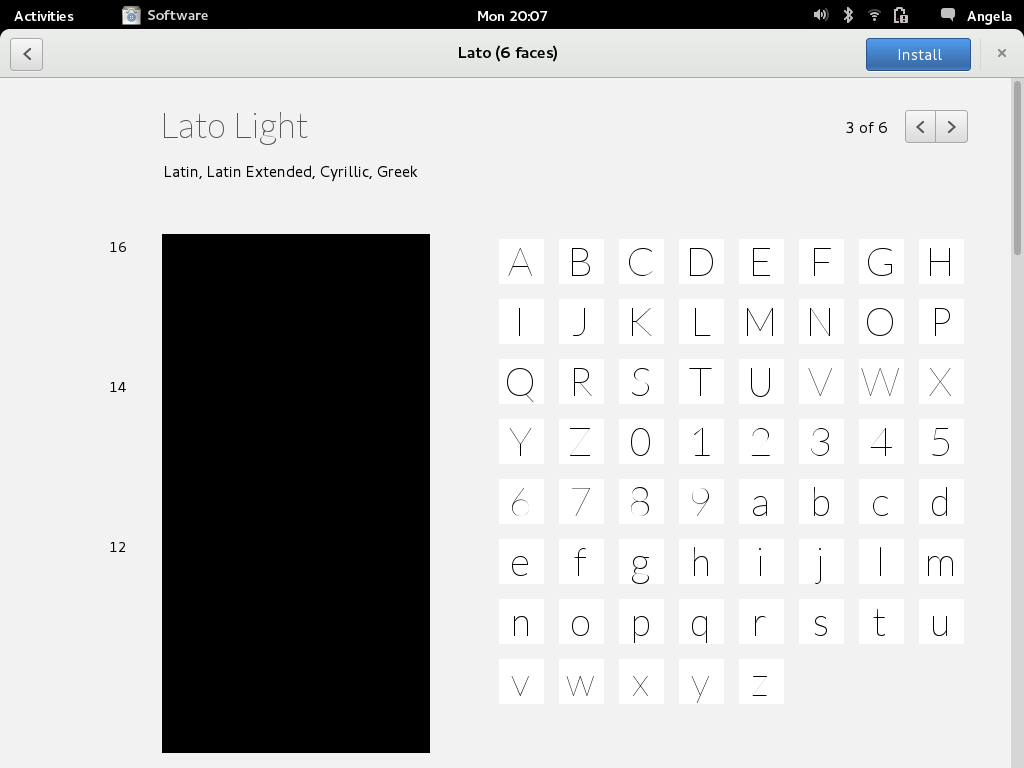 Activities Software Mon 20:07 Angela
Lato (6 faces) Install
Lato Light
3 of 6
Latin, Latin Extended, Cyrillic, Greek
16
14
12
A B C D E F G H
I J K L M N O P
Q R S T U V W X
Y Z 0 1 2 3 4 5
6 7 8 9 a b c d
e f g h i j l m
n o p q r s t u
v w x y z